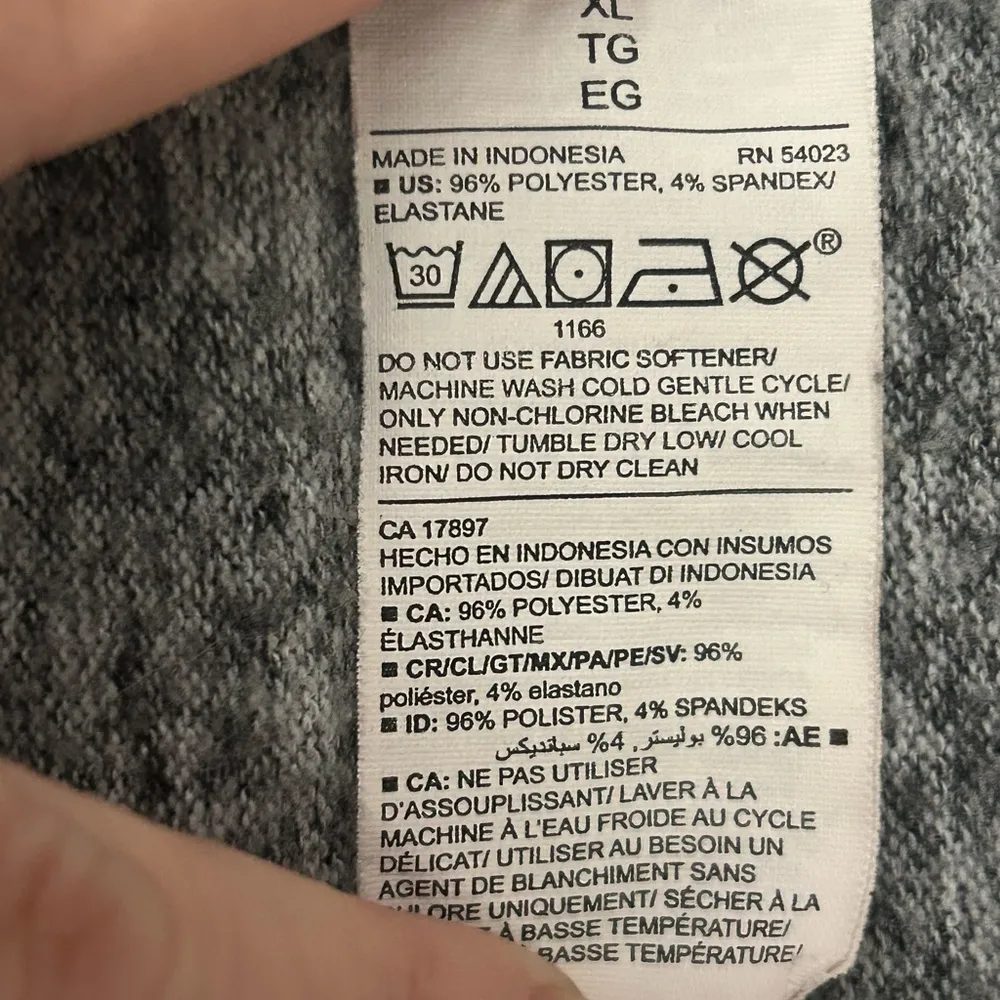 XL
TG
EG
MADE IN INDONESIA RN 54023
■ US: 96% POLYESTER, 4% SPANDEX/
ELASTANE
30
®
1166
DO NOT USE FABRIC SOFTENER/
MACHINE WASH COLD GENTLE CYCLE/
ONLY NON-CHLORINE BLEACH WHEN
NEEDED/ TUMBLE DRY LOW/ COOL
IRON/ DO NOT DRY CLEAN
CA 17897
HECHO EN INDONESIA CON INSUMOS
IMPORTADOS/ DIBUAT DI INDONESIA
■ CA: 96% POLYESTER, 4%
ÉLASTHANNE
■ CR/CL/GT/MX/PA/PE/SV: 96%
poliéster, 4% elastano
■ ID: 96% POLISTER, 4% SPANDEKS
■ AE: 96% بوليستر, 4% سبانديكس
■ CA: NE PAS UTILISER
D'ASSOUPLISSANT/ LAVER À LA
MACHINE À L'EAU FROIDE AU CYCLE
DÉLICAT/ UTILISER AU BESOIN UN
AGENT DE BLANCHIMENT SANS
UNIQUEMENT/ SÉCHER À LA
À BASSE TEMPÉRATURE/
BASSE TEMPÉRATURE/